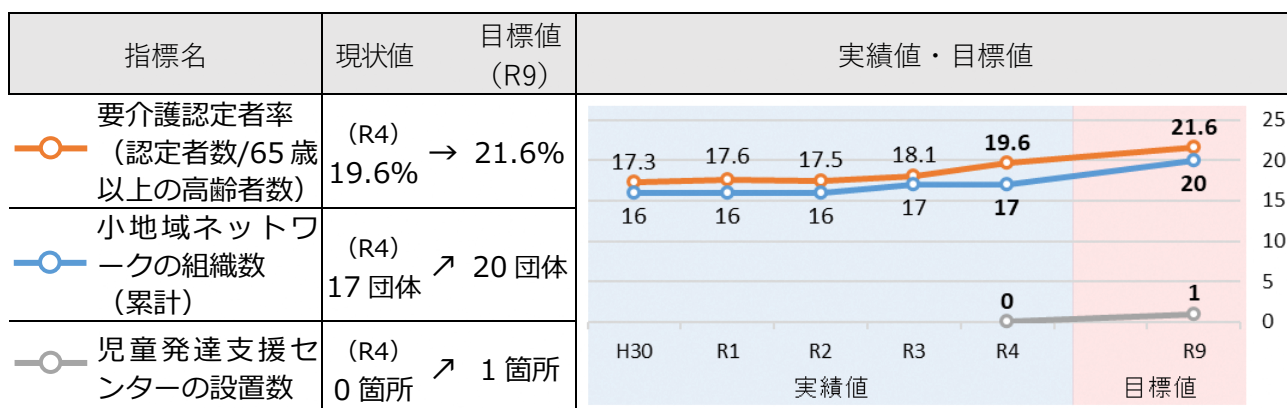 指標名
現状値
目標値
（R9）
実績値・目標値
要介護認定者率
（認定者数/65歳
以上の高齢者数）
（R4）
19.6%
→
21.6%
小地域ネットワ
ークの組織数
（累計）
（R4）
17 団体
↗
20 団体
児童発達支援セ
ンターの設置数
（R4）
0 箇所
↗
1 箇所
17.3
17.6
17.5
18.1
19.6
21.6
16
16
16
17
17
20
0
1
25
20
15
10
5
0
H30
R1
R2
R3
R4
R9
実績値
目標値